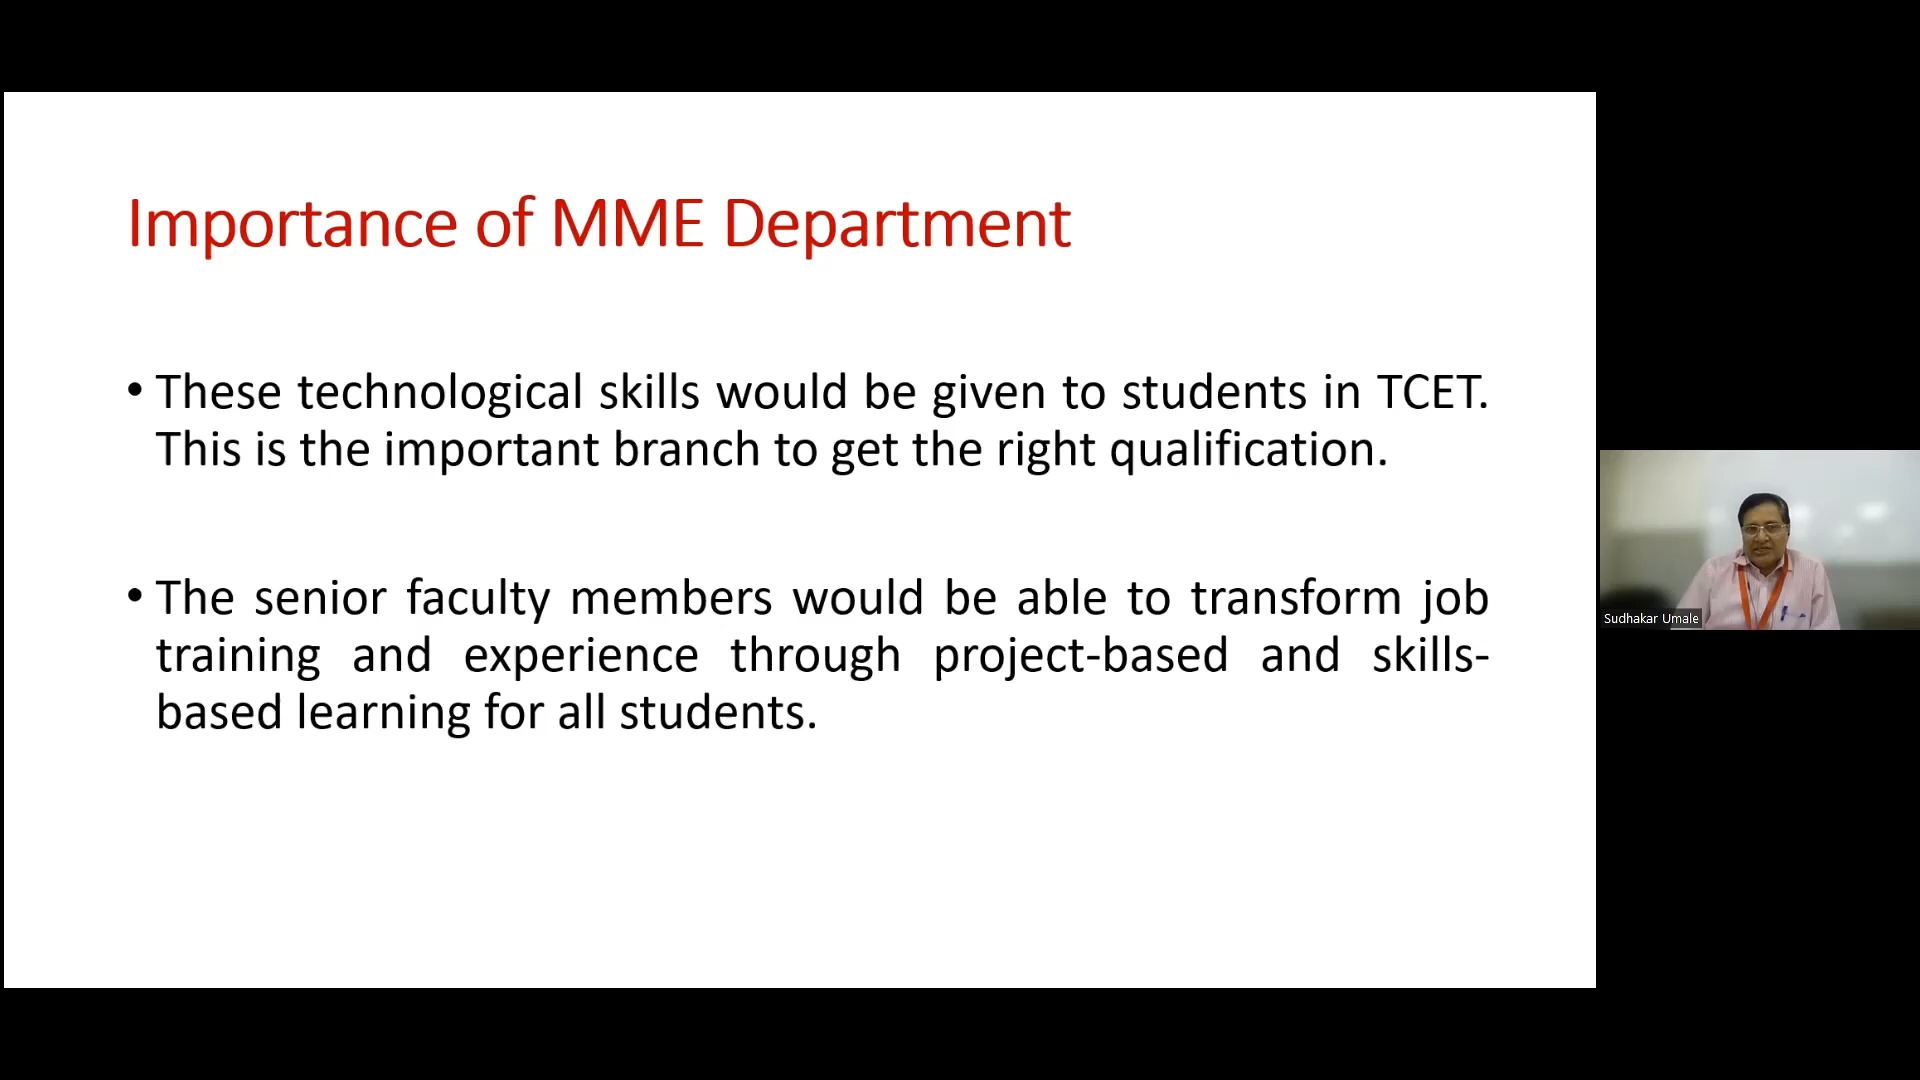 Importance of MME Department
• These technological skills would be given to students in TCET.
This is the important branch to get the right qualification.
• The senior faculty members would be able to transform job
training and experience through project-based and skills-
based learning for all students.
Sudhakar Umale